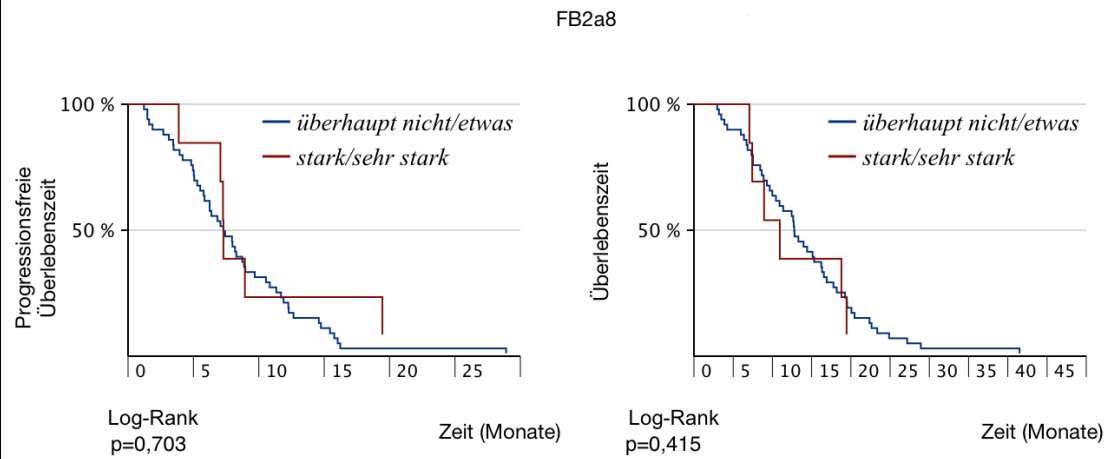 FB2a8
100 %
50 %
Progressionsfreie
Überlebenszeit
überhaupt nicht/etwas
stark/sehr stark
0 5 10 15 20 25
Log-Rank
p=0,703
Zeit (Monate)
100 %
50 %
Überlebenszeit
überhaupt nicht/etwas
stark/sehr stark
0 5 10 15 20 25 30 35 40 45
Log-Rank
p=0,415
Zeit (Monate)